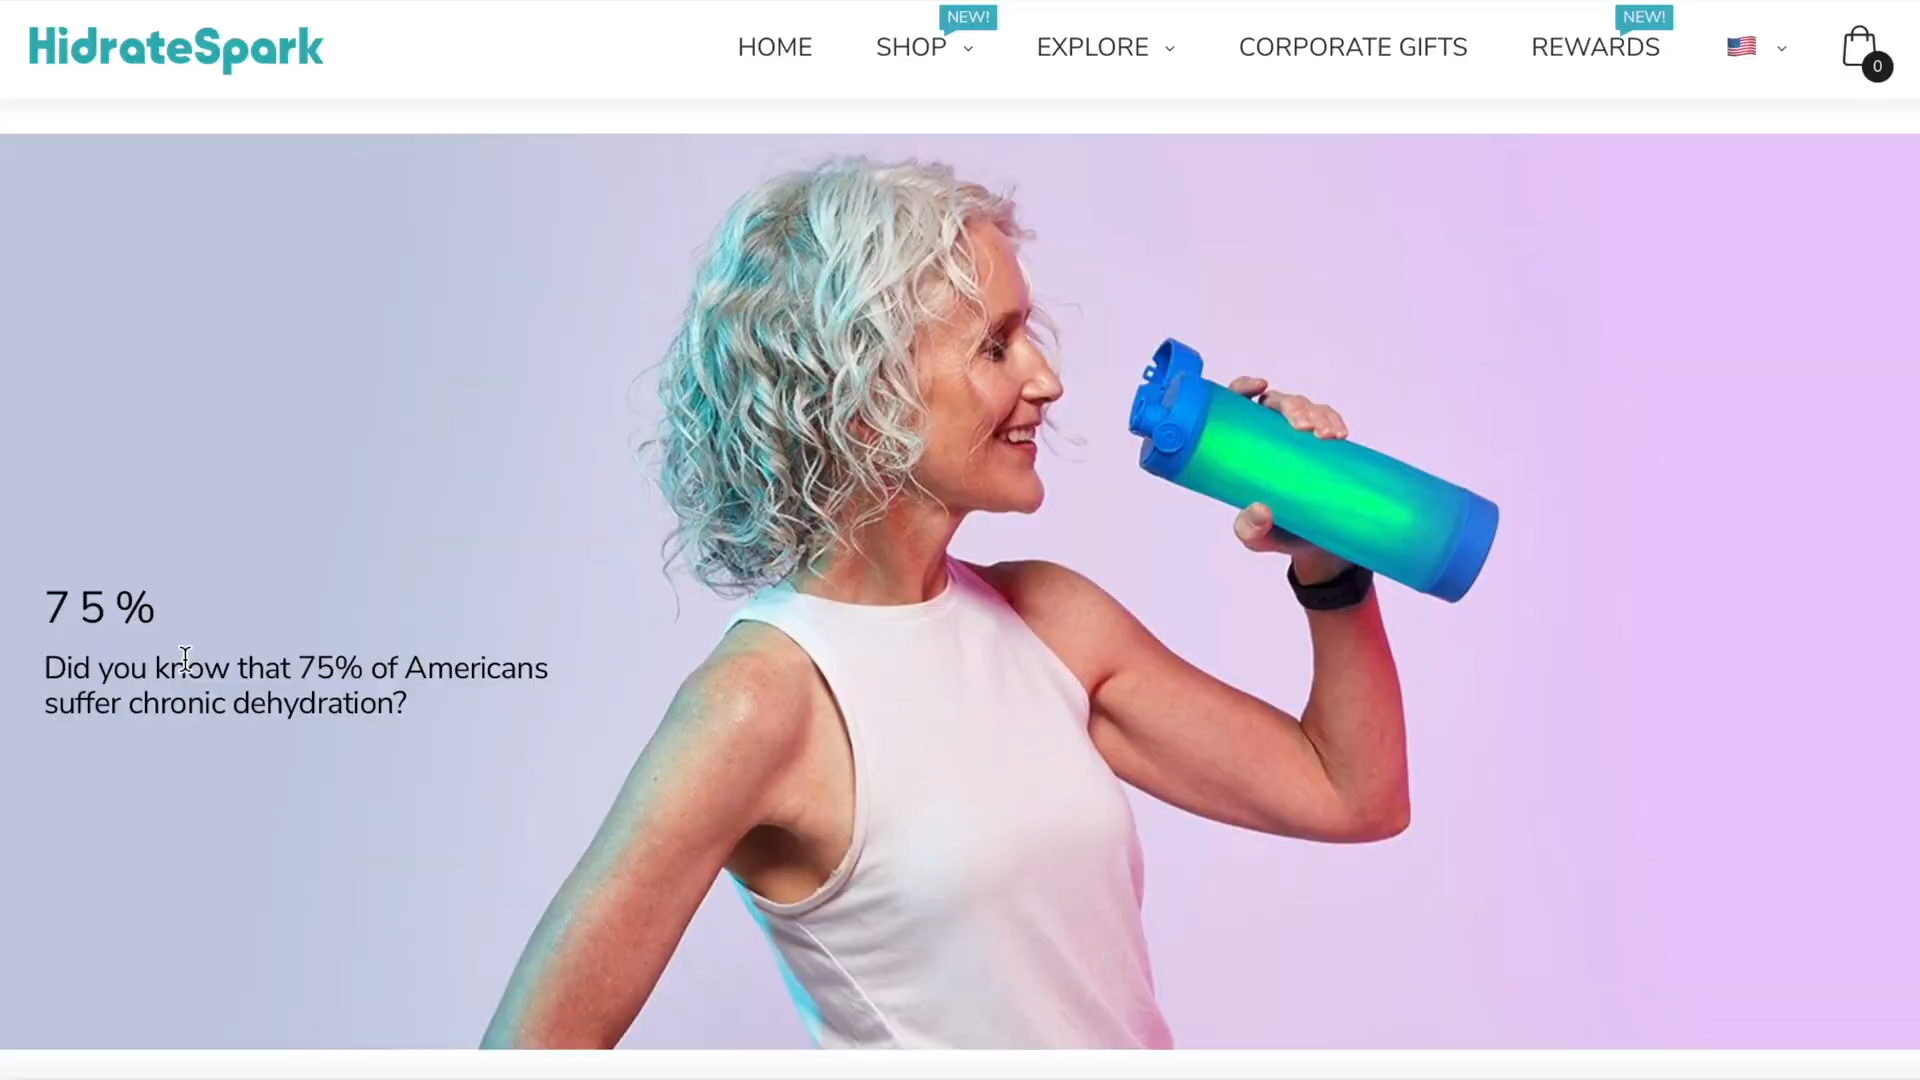 HidrateSpark
HOME
SHOP
NEW!
EXPLORE
CORPORATE GIFTS
REWARDS
NEW!
0
75%
Did you know that 75% of Americans
suffer chronic dehydration?